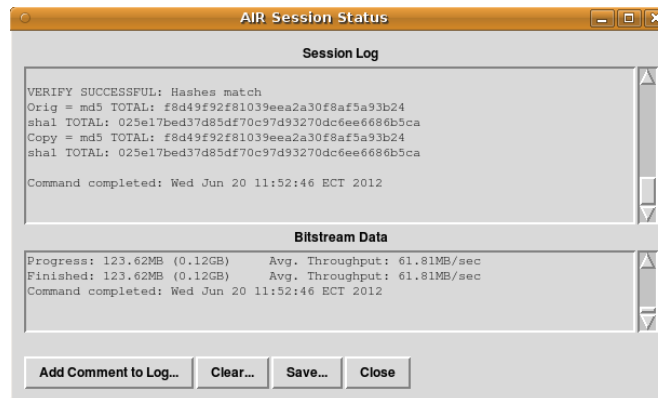 AIR Session Status
Session Log
VERIFY SUCCESSFUL: Hashes match
Orig = md5 TOTAL: f8d49f92f81039eea2a30f8af5a93b24
sha1 TOTAL: 025e17bed37d85df70c97d93270dc6ee6686b5ca
Copy = md5 TOTAL: f8d49f92f81039eea2a30f8af5a93b24
sha1 TOTAL: 025e17bed37d85df70c97d93270dc6ee6686b5ca
Command completed: Wed Jun 20 11:52:46 ECT 2012
Bitstream Data
Progress: 123.62MB (0.12GB) Avg. Throughput: 61.81MB/sec
Finished: 123.62MB (0.12GB) Avg. Throughput: 61.81MB/sec
Command completed: Wed Jun 20 11:52:46 ECT 2012
Add Comment to Log... Clear... Save... Close